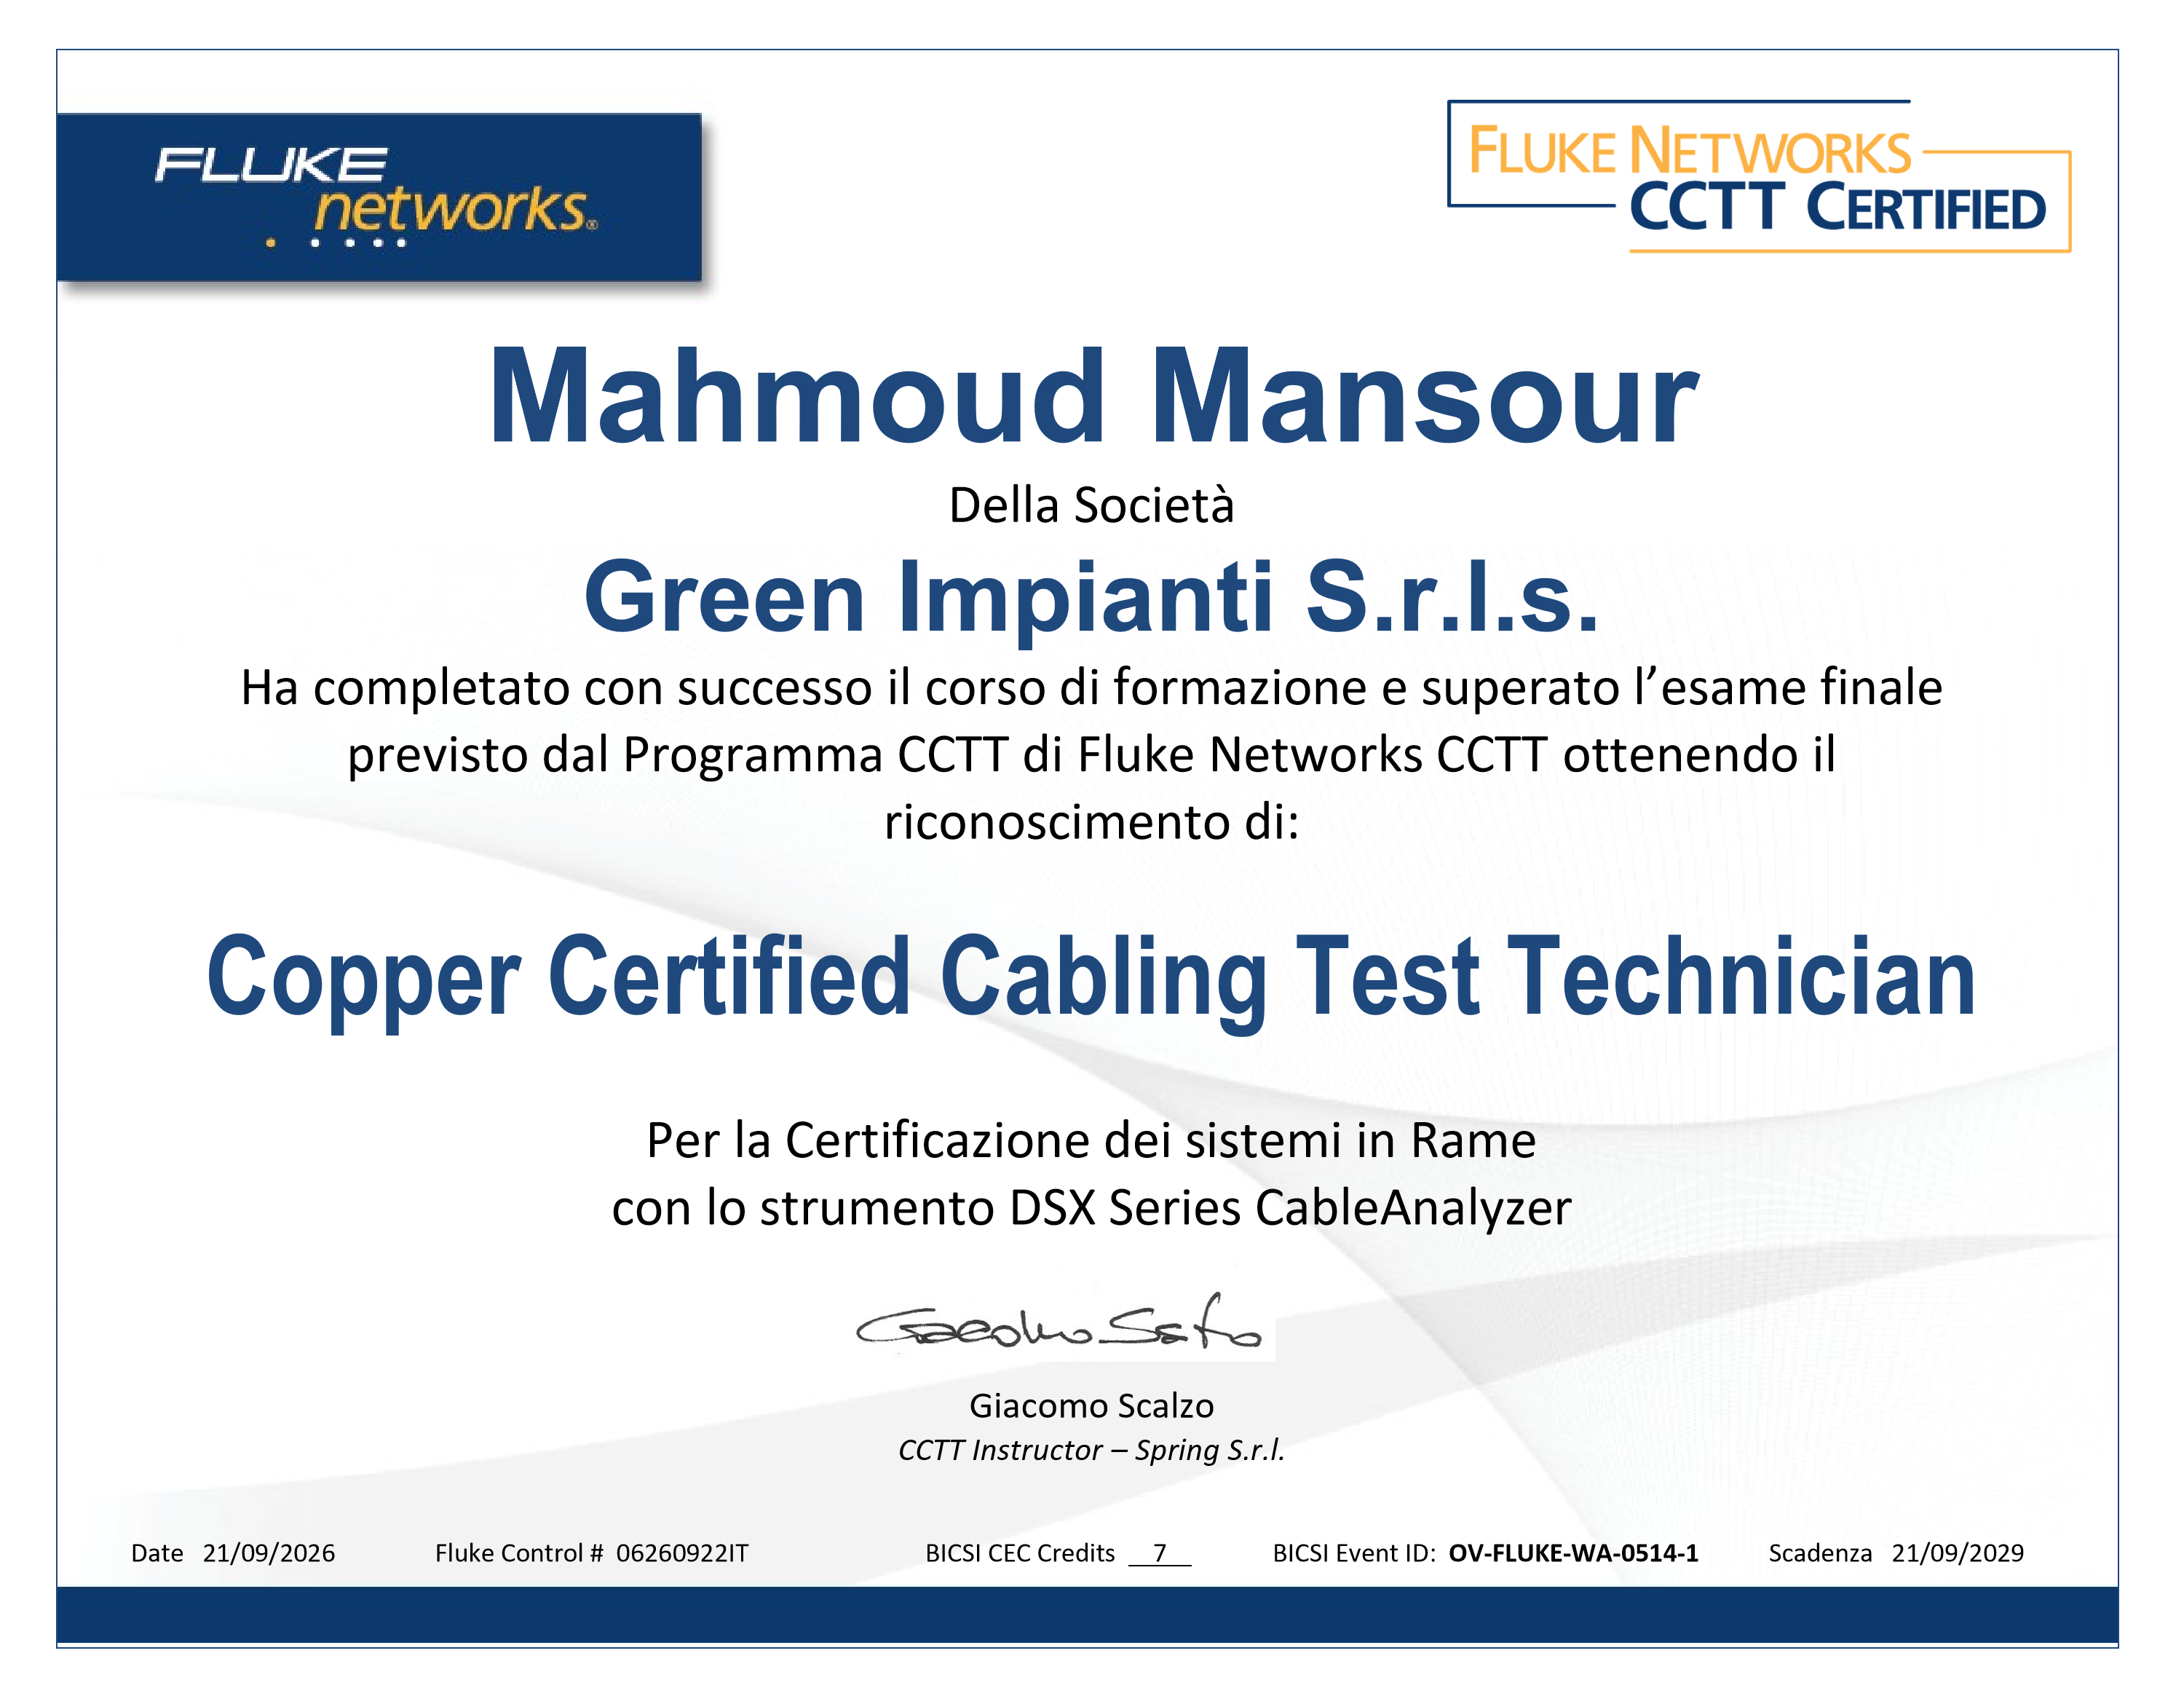 FLUKE
networks®
FLUKE NETWORKS
CCTT CERTIFIED
Mahmoud Mansour
Della Società
Green Impianti S.r.l.s.
Ha completato con successo il corso di formazione e superato l’esame finale
previsto dal Programma CCTT di Fluke Networks CCTT ottenendo il
riconoscimento di:
Copper Certified Cabling Test Technician
Per la Certificazione dei sistemi in Rame
con lo strumento DSX Series CableAnalyzer
Giacomo Scalzo
CCTT Instructor – Spring S.r.l.
Date 21/09/2026 Fluke Control # 06260922IT BICSI CEC Credits 7 BICSI Event ID: OV-FLUKE-WA-0514-1 Scadenza 21/09/2029